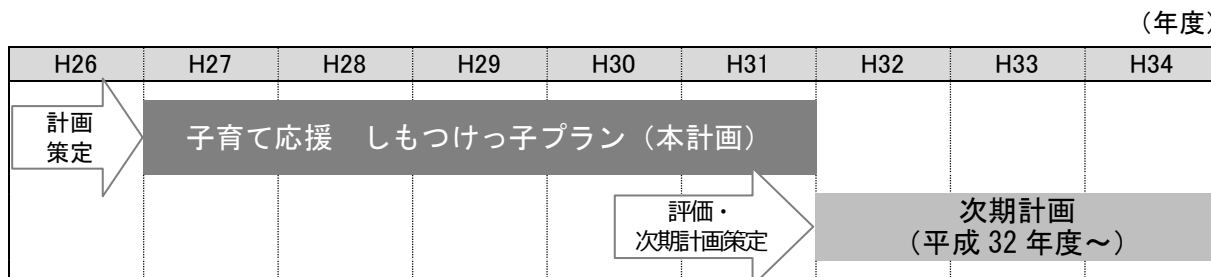 （年度）
H26 H27 H28 H29 H30 H31 H32 H33 H34
計画
策定
子育て応援　しもつけっ子プラン（本計画）
評価・
次期計画策定
次期計画
（平成 32 年度～）